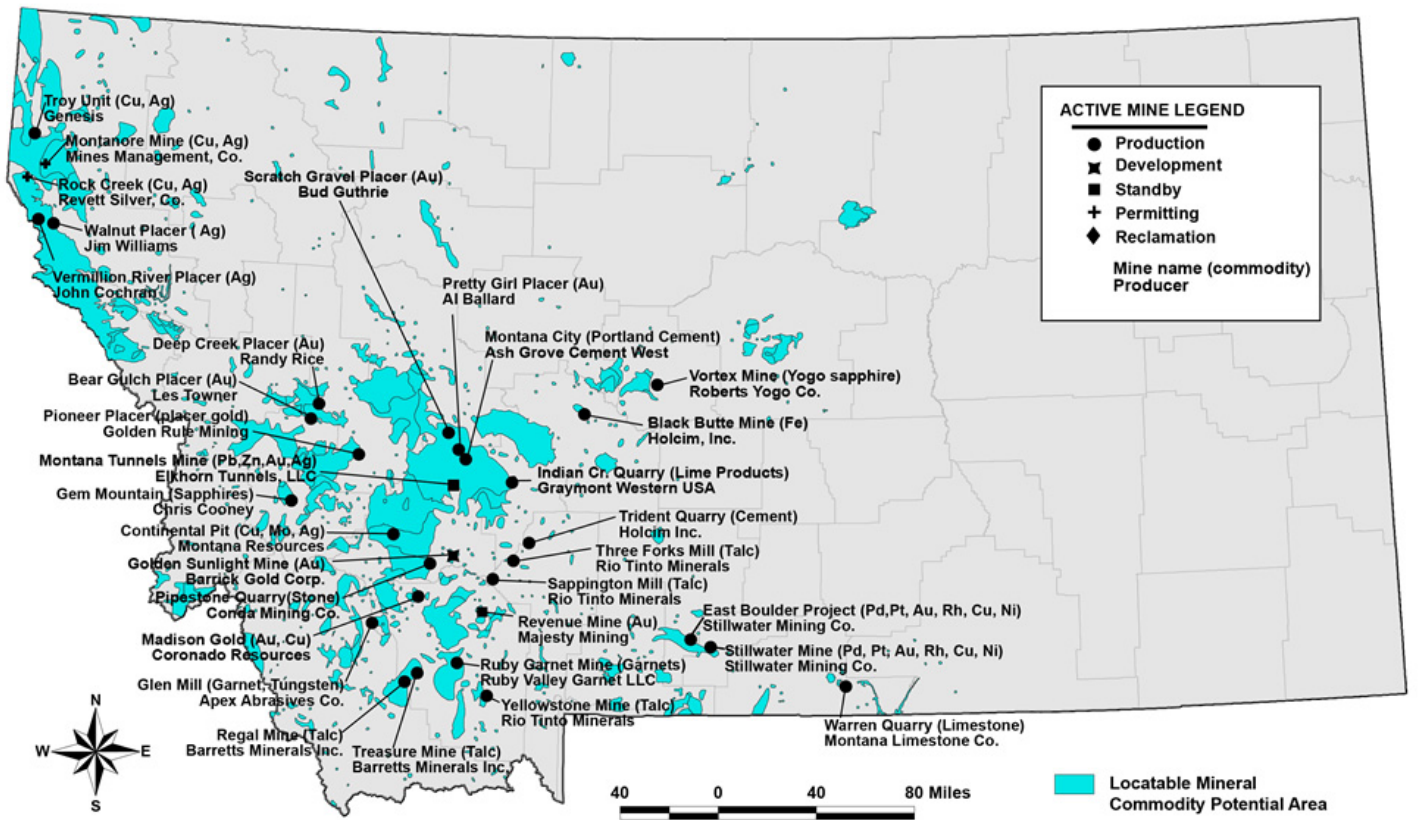 Troy Unit (Cu, Ag)
Genesis
Montanore Mine (Cu, Ag)
Mines Management, Co.
Rock Creek (Cu, Ag)
Revett Silver, Co.
Walnut Placer ( Ag)
Jim Williams
Vermillion River Placer (Ag)
John Cochran
Scratch Gravel Placer (Au)
Bud Guthrie
Pretty Girl Placer (Au)
Al Ballard
Montana City (Portland Cement)
Ash Grove Cement West
Deep Creek Placer (Au)
Randy Rice
Bear Gulch Placer (Au)
Les Towner
Pioneer Placer (placer gold)
Golden Rule Mining
Montana Tunnels Mine (Pb,Zn,Au,Ag)
Elkhorn Tunnels, LLC
Gem Mountain (Sapphires)
Chris Cooney
Continental Pit (Cu, Mo, Ag)
Montana Resources
Golden Sunlight Mine (Au)
Barrick Gold Corp.
Pipestone Quarry(Stone)
Conda Mining Co.
Madison Gold (Au, Cu)
Coronado Resources
Glen Mill (Garnet, Tungsten)
Apex Abrasives Co.
Regal Mine (Talc)
Barretts Minerals Inc.
Treasure Mine (Talc)
Barretts Minerals Inc.
Vortex Mine (Yogo sapphire)
Roberts Yogo Co.
Black Butte Mine (Fe)
Holcim, Inc.
Indian Cr. Quarry (Lime Products)
Graymont Western USA
Trident Quarry (Cement)
Holcim Inc.
Three Forks Mill (Talc)
Rio Tinto Minerals
Sappington Mill (Talc)
Rio Tinto Minerals
Revenue Mine (Au)
Majesty Mining
Ruby Garnet Mine (Garnets)
Ruby Valley Garnet LLC
Yellowstone Mine (Talc)
Rio Tinto Minerals
East Boulder Project (Pd,Pt, Au, Rh, Cu, Ni)
Stillwater Mining Co.
Stillwater Mine (Pd, Pt, Au, Rh, Cu, Ni)
Stillwater Mining Co.
Warren Quarry (Limestone)
Montana Limestone Co.
ACTIVE MINE LEGEND
Production
Development
Standby
Permitting
Reclamation
Mine name (commodity)
Producer
N
W E
S
40 0 40 80 Miles
Locatable Mineral
Commodity Potential Area